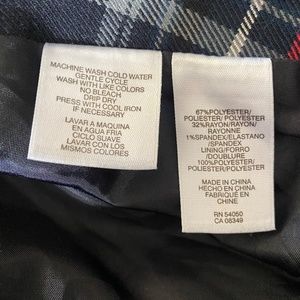 MACHINE WASH COLD WATER
GENTLE CYCLE
WASH WITH LIKE COLORS
NO BLEACH
DRIP DRY
PRESS WITH COOL IRON
IF NECESSARY
LAVAR A MAQUINA
EN AGUA FRIA
CICLO SUAVE
LAVAR CON LOS
MISMOS COLORES
67%POLYESTER/
POLIESTER/ POLYESTER
32%RAYON/RAYON/
RAYONNE
1%SPANDEX/ELASTANO
/SPANDEX
LINING/FORRO
/DOUBLURE
100%POLYESTER/
POLIESTER/POLYESTER
MADE IN CHINA
HECHO EN CHINA
FABRIQUÉ EN
CHINE
RN 54050
CA 08349